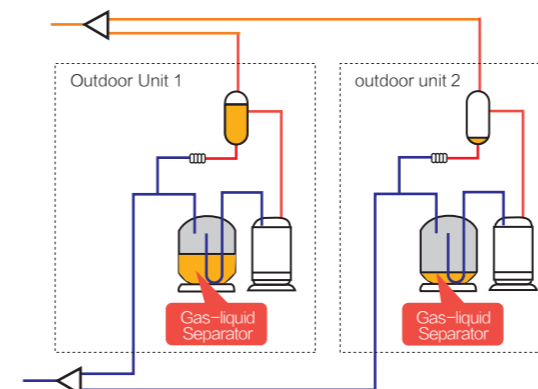 Outdoor Unit 1
outdoor unit 2
Gas-liquid
Separator
Gas-liquid
Separator